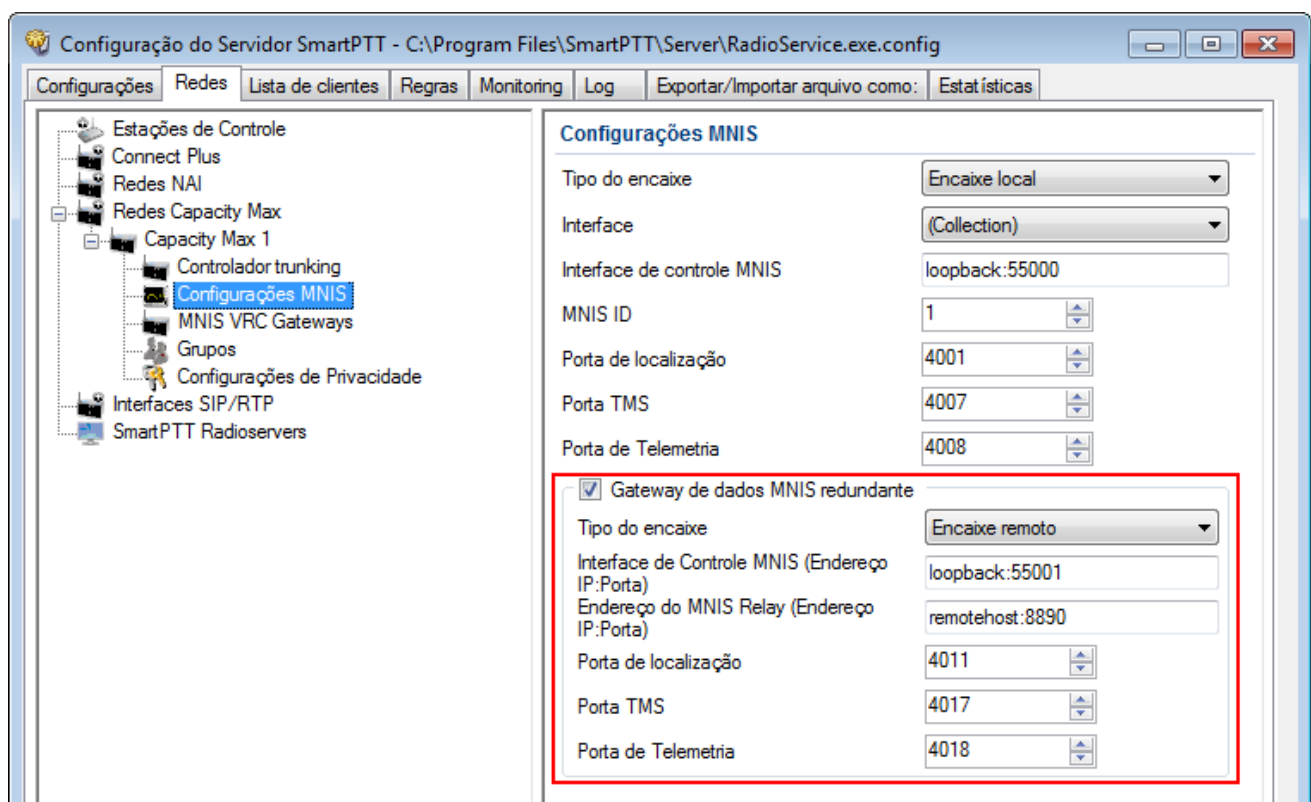 Configuração do Servidor SmartPTT - C:\Program Files\SmartPTT\Server\RadioService.exe.config
Configurações Redes Lista de clientes Regras Monitoring Log Exportar/Importar arquivo como: Estatísticas
Estações de Controle
Connect Plus
Redes NAI
Redes Capacity Max
Capacity Max 1
Controlador trunking
Configurações MNIS
MNIS VRC Gateways
Grupos
Configurações de Privacidade
Interfaces SIP/RTP
SmartPTT Radioservers
Configurações MNIS
Tipo do encaixe Encaixe local
Interface (Collection)
Interface de controle MNIS loopback:55000
MNIS ID 1
Porta de localização 4001
Porta TMS 4007
Porta de Telemetria 4008
Gateway de dados MNIS redundante
Tipo do encaixe Encaixe remoto
Interface de Controle MNIS (Endereço
IP:Porta) loopback:55001
Endereço do MNIS Relay (Endereço
IP:Porta) remotehost:8890
Porta de localização 4011
Porta TMS 4017
Porta de Telemetria 4018